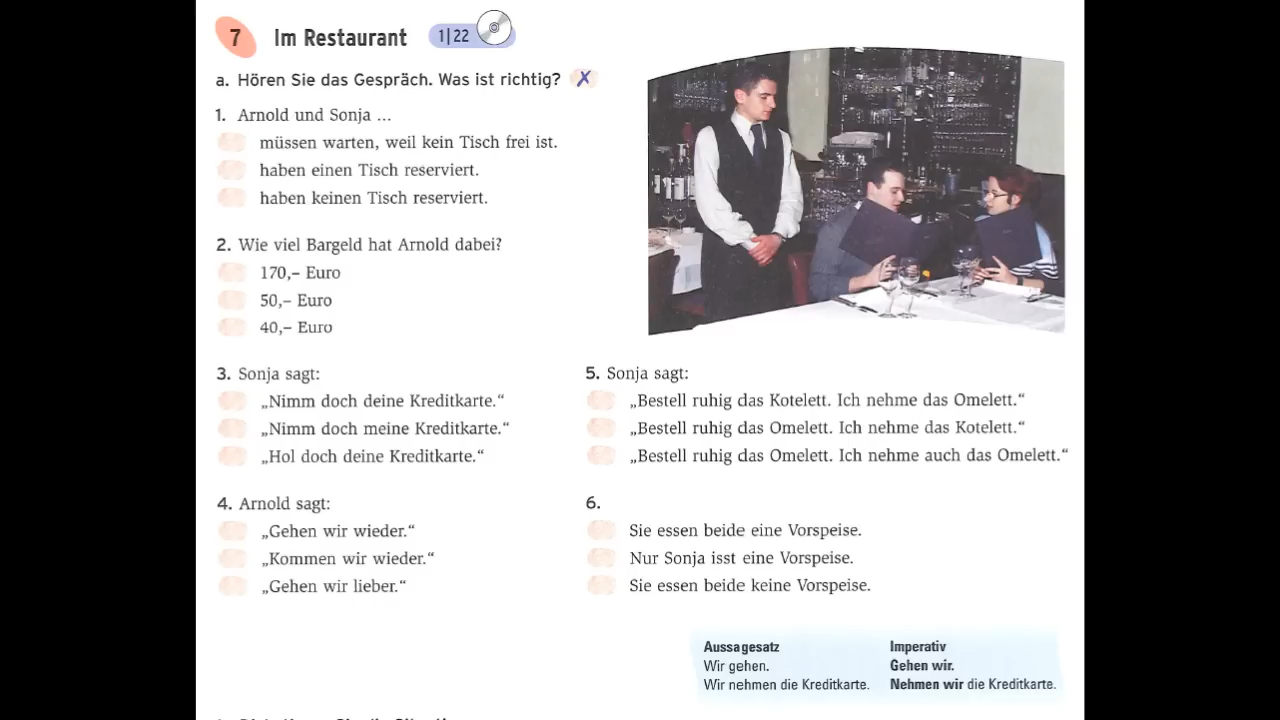 7 Im Restaurant 1|22
a. Hören Sie das Gespräch. Was ist richtig? X
1. Arnold und Sonja ...
müssen warten, weil kein Tisch frei ist.
haben einen Tisch reserviert.
haben keinen Tisch reserviert.
2. Wie viel Bargeld hat Arnold dabei?
170,– Euro
50,– Euro
40,– Euro
3. Sonja sagt:
„Nimm doch deine Kreditkarte.“
„Nimm doch meine Kreditkarte.“
„Hol doch deine Kreditkarte.“
4. Arnold sagt:
„Gehen wir wieder.“
„Kommen wir wieder.“
„Gehen wir lieber.“
5. Sonja sagt:
„Bestell ruhig das Kotelett. Ich nehme das Omelett.“
„Bestell ruhig das Omelett. Ich nehme das Kotelett.“
„Bestell ruhig das Omelett. Ich nehme auch das Omelett.“
6.
Sie essen beide eine Vorspeise.
Nur Sonja isst eine Vorspeise.
Sie essen beide keine Vorspeise.
Aussagesatz Imperativ
Wir gehen. Gehen wir.
Wir nehmen die Kreditkarte. Nehmen wir die Kreditkarte.